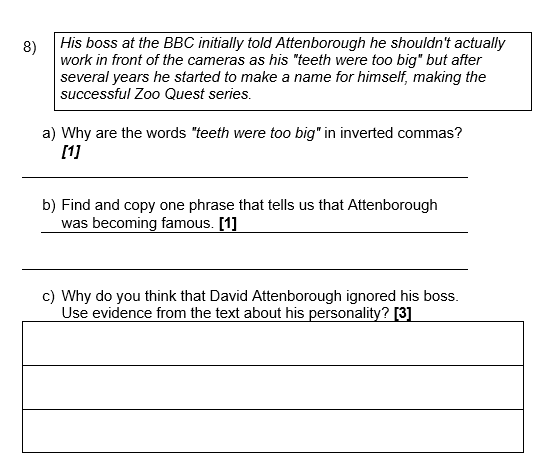 8)
His boss at the BBC initially told Attenborough he shouldn't actually
work in front of the cameras as his "teeth were too big" but after
several years he started to make a name for himself, making the
successful Zoo Quest series.
a) Why are the words "teeth were too big" in inverted commas?
[1]
b) Find and copy one phrase that tells us that Attenborough
was becoming famous. [1]
c) Why do you think that David Attenborough ignored his boss.
Use evidence from the text about his personality? [3]